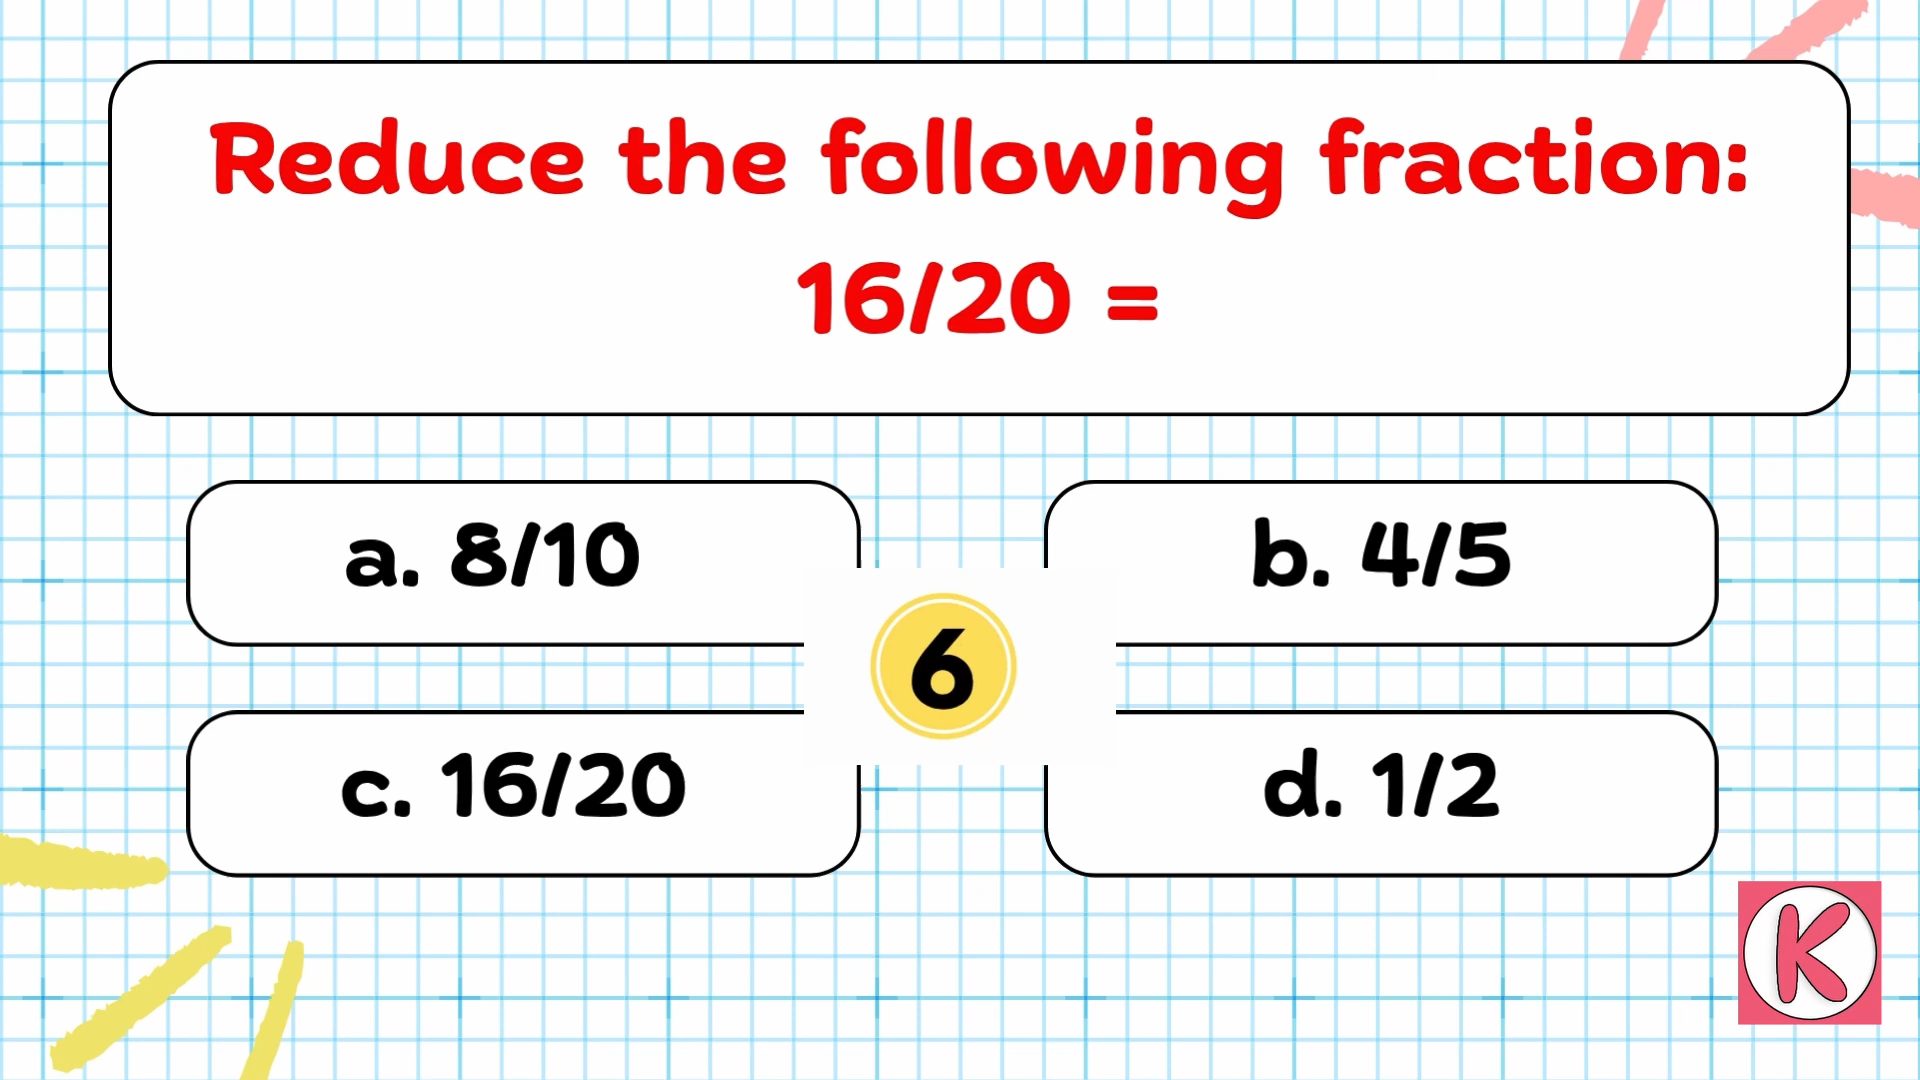 Reduce the following fraction:
16/20 =
a. 8/10
b. 4/5
6
c. 16/20
d. 1/2
K